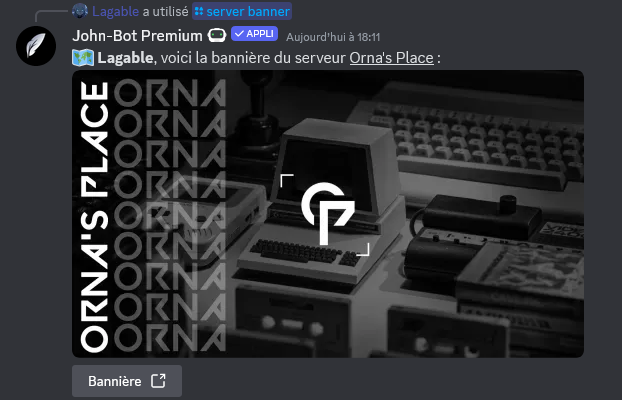 Lagable a utilisé server banner
John-Bot Premium APPLI Aujourd'hui à 18:11
Lagable, voici la bannière du serveur Orna's Place :
ORNA'S PLACE
ORNA
ORNA
ORNA
ORNA
ORNA
ORNA
ORNA
ORNA
ORNA
Bannière